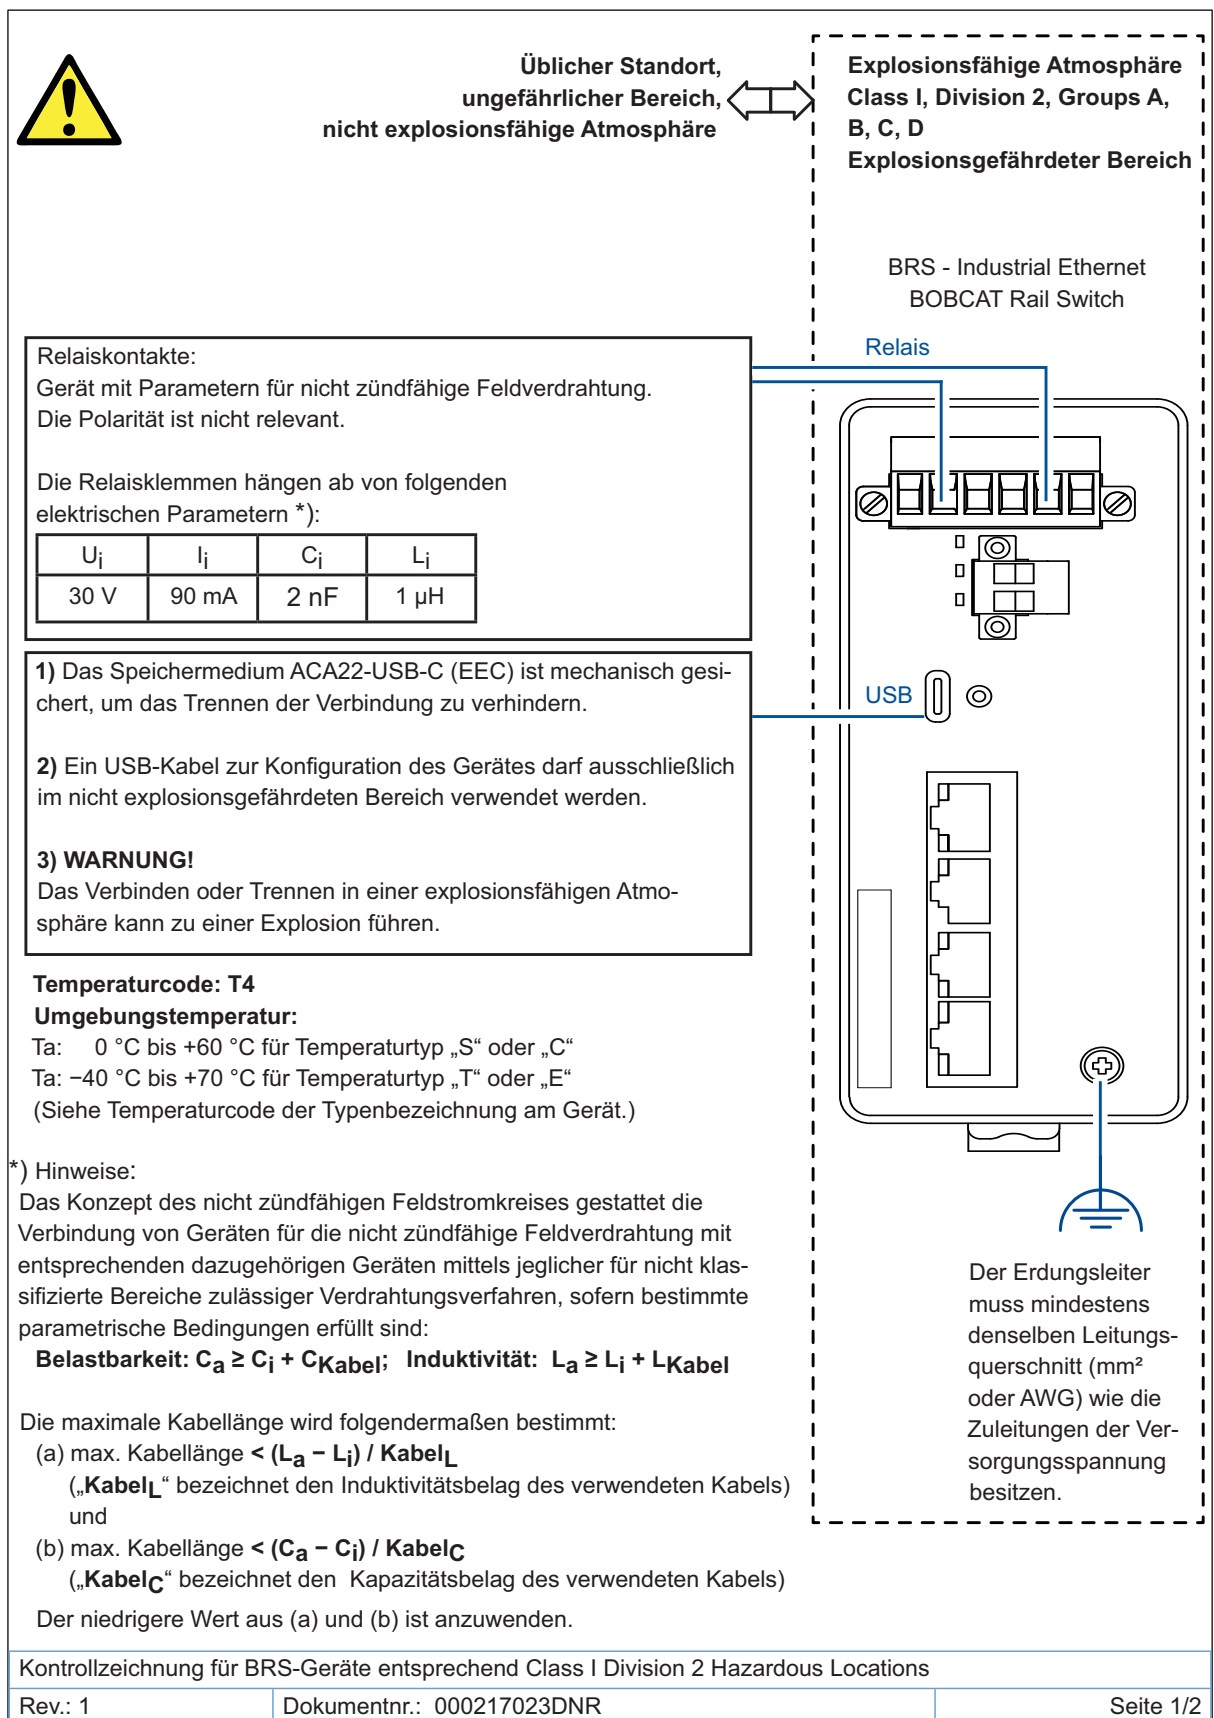 Üblicher Standort,
ungefährlicher Bereich,
nicht explosionsfähige Atmosphäre
Explosionsfähige Atmosphäre
Class I, Division 2, Groups A,
B, C, D
Explosionsgefährdeter Bereich
BRS - Industrial Ethernet
BOBCAT Rail Switch
Relais
Relaiskontakte:
Gerät mit Parametern für nicht zündfähige Feldverdrahtung.
Die Polarität ist nicht relevant.
Die Relaisklemmen hängen ab von folgenden
elektrischen Parametern *):
Ui Ii Ci Li
30 V 90 mA 2 nF 1 µH
1) Das Speichermedium ACA22-USB-C (EEC) ist mechanisch gesi-
chert, um das Trennen der Verbindung zu verhindern.
USB
2) Ein USB-Kabel zur Konfiguration des Gerätes darf ausschließlich
im nicht explosionsgefährdeten Bereich verwendet werden.
3) WARNUNG!
Das Verbinden oder Trennen in einer explosionsfähigen Atmo-
sphäre kann zu einer Explosion führen.
Temperaturcode: T4
Umgebungstemperatur:
Ta: 0 °C bis +60 °C für Temperaturtyp „S“ oder „C“
Ta: −40 °C bis +70 °C für Temperaturtyp „T“ oder „E“
(Siehe Temperaturcode der Typenbezeichnung am Gerät.)
*) Hinweise:
Das Konzept des nicht zündfähigen Feldstromkreises gestattet die
Verbindung von Geräten für die nicht zündfähige Feldverdrahtung mit
entsprechenden dazugehörigen Geräten mittels jeglicher für nicht klas-
sifizierte Bereiche zulässiger Verdrahtungsverfahren, sofern bestimmte
parametrische Bedingungen erfüllt sind:
Belastbarkeit: Ca ≥ Ci + CKabel; Induktivität: La ≥ Li + LKabel
Die maximale Kabellänge wird folgendermaßen bestimmt:
(a) max. Kabellänge < (La − Li) / KabelL
(„KabelL“ bezeichnet den Induktivitätsbelag des verwendeten Kabels)
und
(b) max. Kabellänge < (Ca − Ci) / KabelC
(„KabelC“ bezeichnet den Kapazitätsbelag des verwendeten Kabels)
Der niedrigere Wert aus (a) und (b) ist anzuwenden.
Der Erdungsleiter
muss mindestens
denselben Leitungs-
querschnitt (mm²
oder AWG) wie die
Zuleitungen der Ver-
sorgungsspannung
besitzen.
Kontrollzeichnung für BRS-Geräte entsprechend Class I Division 2 Hazardous Locations
Rev.: 1 Dokumentnr.: 000217023DNR Seite 1/2